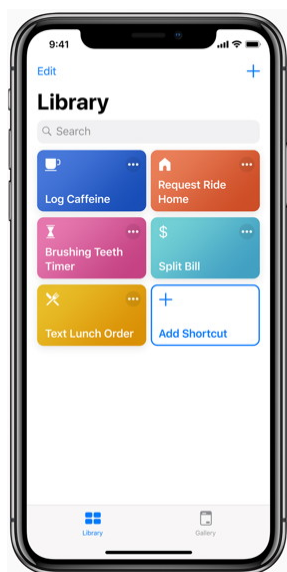 9:41
Edit
Library
Search
Log Caffeine
Request Ride
Home
Brushing Teeth
Timer
$
Split Bill
Text Lunch Order
Add Shortcut
Library
Gallery